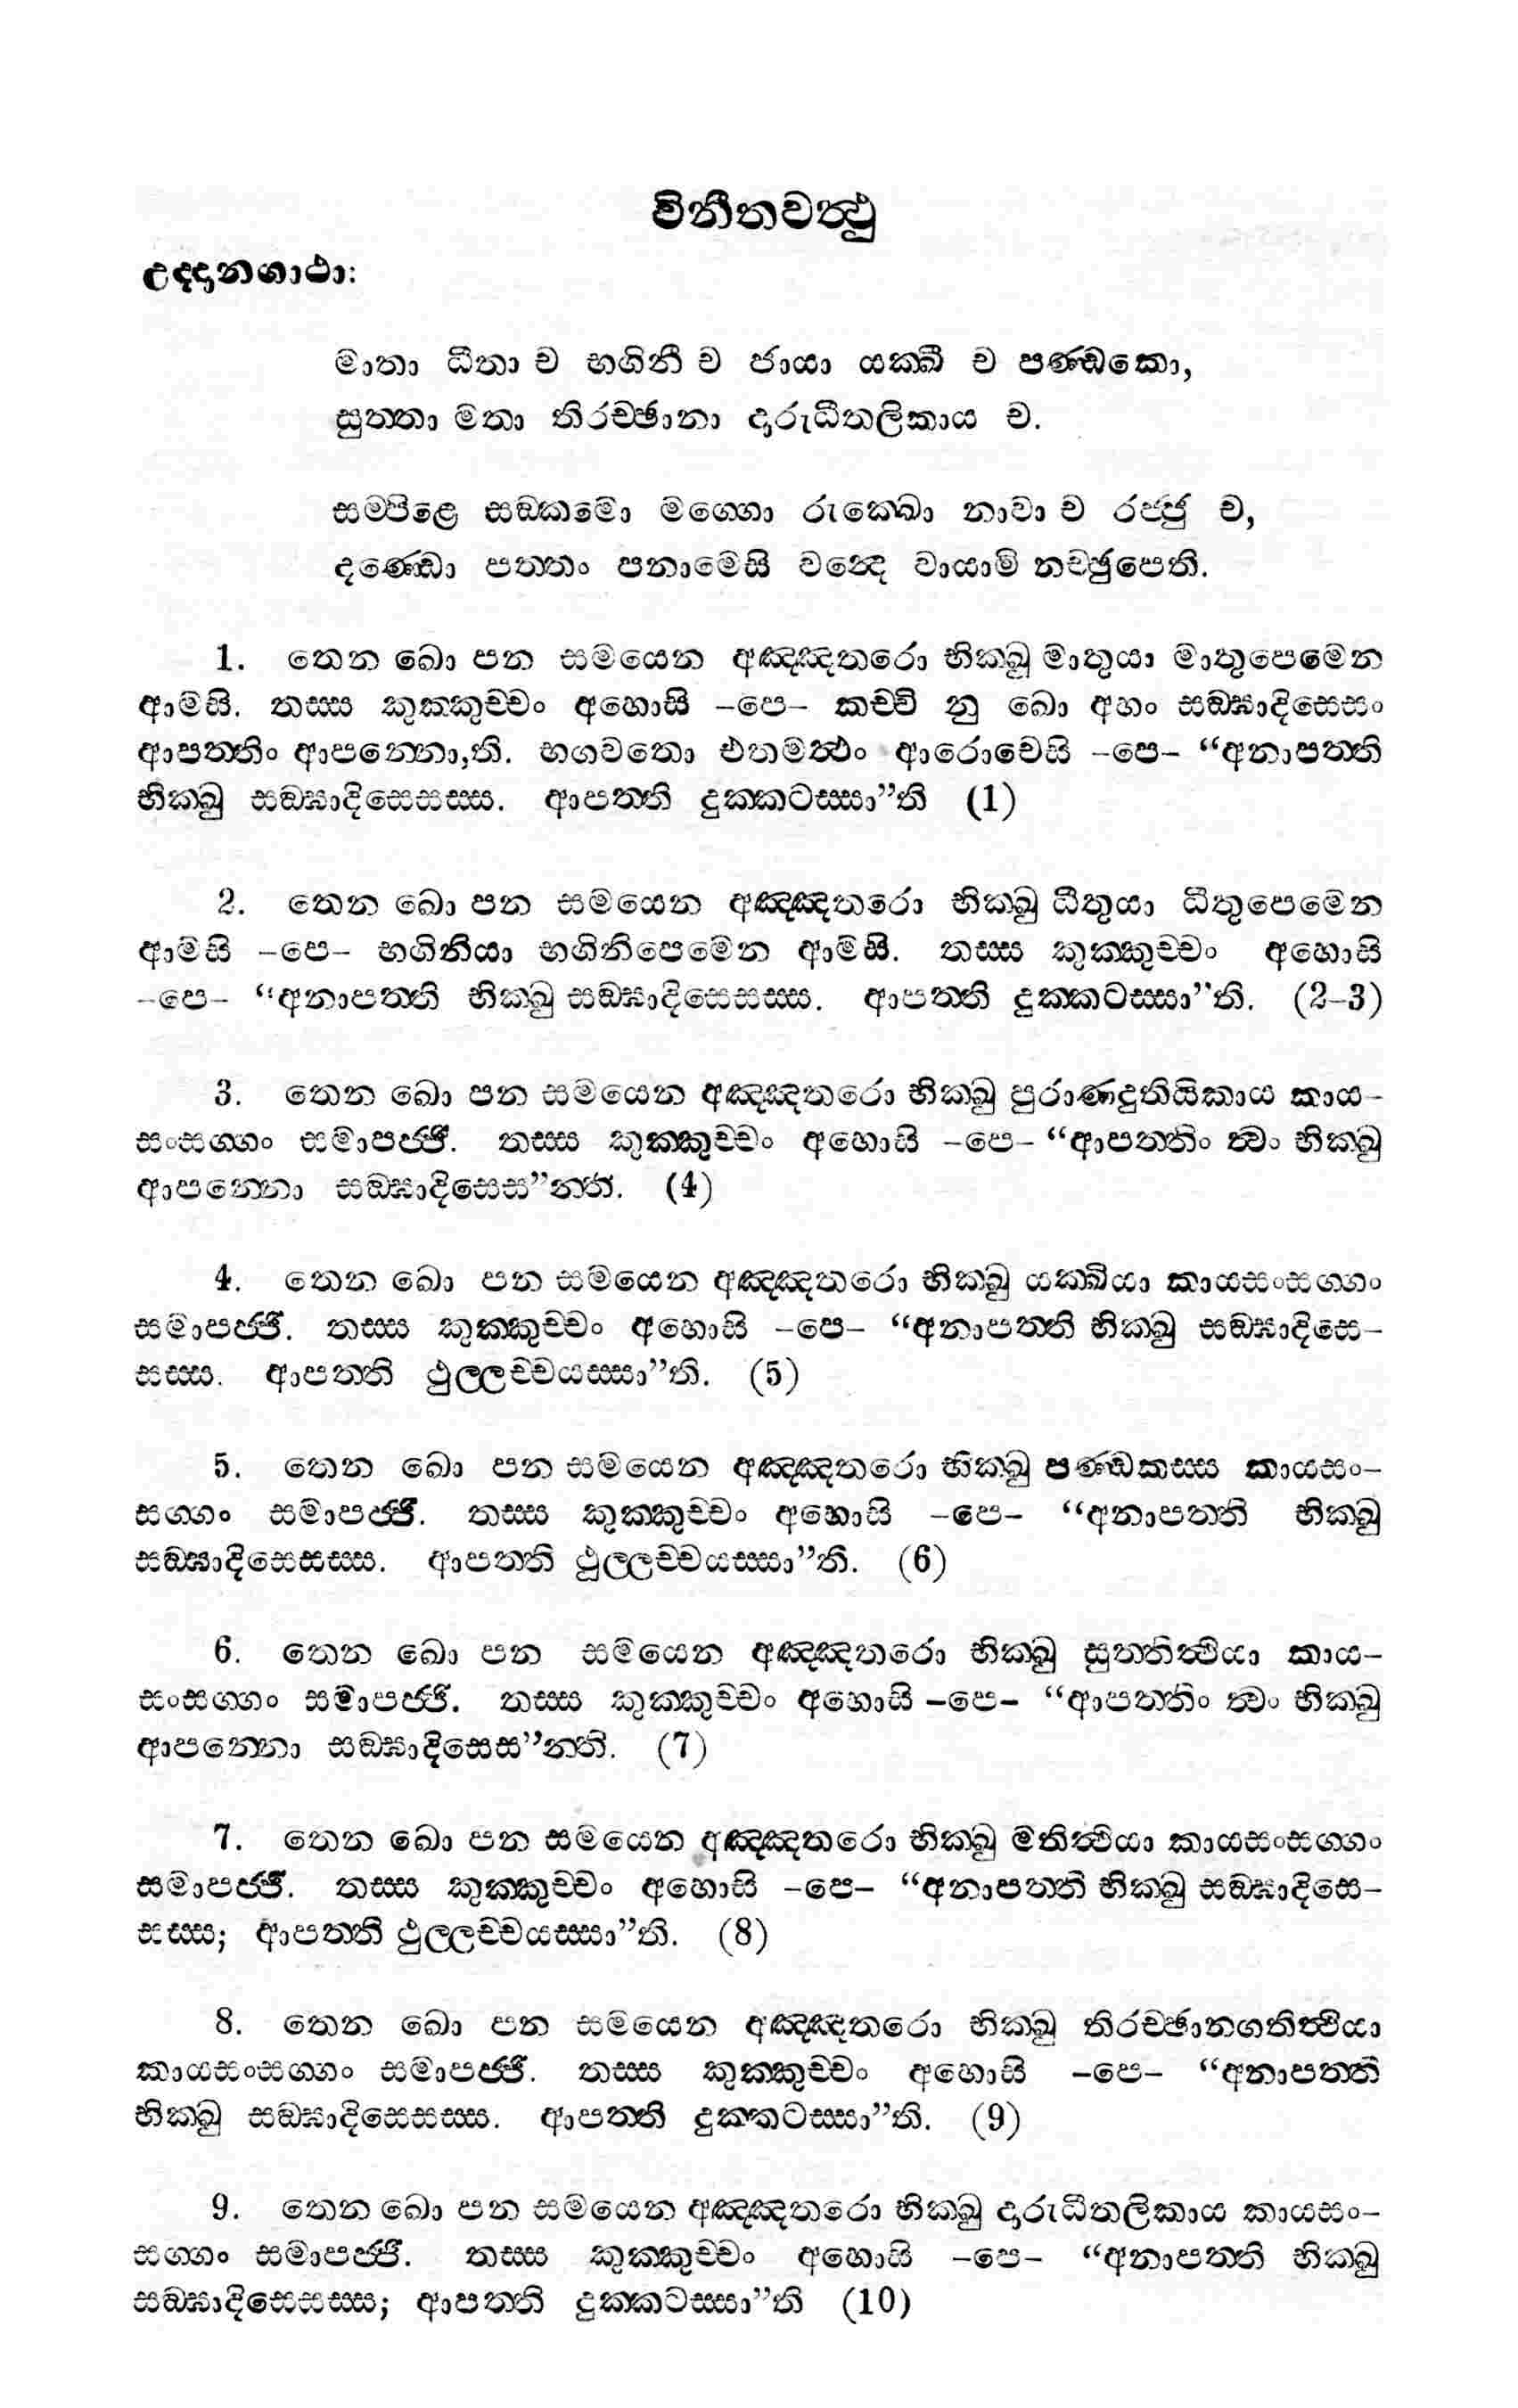 විනීතවත්‍ථු
උද්දානගාථා:
මාතා ධීතා ච භගිනී ච ජායා යක්ඛී ච පණ්ඩකො,
සුත්තා මතා තිරච්ඡානා දාරුධීතලිකාය ච.
සම්පිළෙ සඞ්කමො මග්ගො රුක්ඛො නාවා ච රජ්ජු ච,
දණ්ඩො පත්තං පනාමෙසි වන්දෙ වායාමි නච්ඡුපෙති.
1. තෙන ඛො පන සමයෙන අඤ්ඤතරො භික්ඛු මාතුයා මාතුපෙමෙන
ආමසි. තස්ස කුක්කුච්චං අහොසි –පෙ– කච්චි නු ඛො අහං සඞ්ඝාදිසෙසං
ආපත්තිං ආපන්නො,ති. භගවතො එතමත්‍ථං ආරොචෙසි –පෙ– “අනාපත්ති
භික්ඛු සඞ්ඝාදිසෙසස්ස. ආපත්ති දුක්කටස්සා”ති (1)
2. තෙන ඛො පන සමයෙන අඤ්ඤතරො භික්ඛු ධීතුයා ධීතුපෙමෙන
ආමසි –පෙ– භගිනියා භගිනිපෙමෙන ආමසි. තස්ස කුක්කුච්චං අහොසි
–පෙ– “අනාපත්ති භික්ඛු සඞ්ඝාදිසෙසස්ස. ආපත්ති දුක්කටස්සා”ති. (2–3)
3. තෙන ඛො පන සමයෙන අඤ්ඤතරො භික්ඛු පුරාණදුතියිකාය කාය–
සංසග්ගං සමාපජ්ජි. තස්ස කුක්කුච්චං අහොසි –පෙ– “ආපත්තිං ත්‍වං භික්ඛු
ආපන්නො සඞ්ඝාදිසෙස”න්ති. (4)
4. තෙන ඛො පන සමයෙන අඤ්ඤතරො භික්ඛු යක්ඛියා කායසංසග්ගං
සමාපජ්ජි. තස්ස කුක්කුච්චං අහොසි –පෙ– “අනාපත්ති භික්ඛු සඞ්ඝාදිසෙ–
සස්ස. ආපත්ති ථුල්ලච්චයස්සා”ති. (5)
5. තෙන ඛො පන සමයෙන අඤ්ඤතරො භික්ඛු පණ්ඩකස්ස කායසං–
සග්ගං සමාපජ්ජි. තස්ස කුක්කුච්චං අහොසි –පෙ– “අනාපත්ති භික්ඛු
සඞ්ඝාදිසෙසස්ස. ආපත්ති ථුල්ලච්චයස්සා”ති. (6)
6. තෙන ඛො පන සමයෙන අඤ්ඤතරො භික්ඛු සුත්තිත්‍ථියා කාය–
සංසග්ගං සමාපජ්ජි. තස්ස කුක්කුච්චං අහොසි –පෙ– “ආපත්තිං ත්‍වං භික්ඛු
ආපන්නො සඞ්ඝාදිසෙස”න්ති. (7)
7. තෙන ඛො පන සමයෙන අඤ්ඤතරො භික්ඛු මතිත්‍ථියා කායසංසග්ගං
සමාපජ්ජි. තස්ස කුක්කුච්චං අහොසි –පෙ– “අනාපත්ති භික්ඛු සඞ්ඝාදිසෙ–
සස්ස; ආපත්ති ථුල්ලච්චයස්සා”ති. (8)
8. තෙන ඛො පන සමයෙන අඤ්ඤතරො භික්ඛු තිරච්ඡානගතිත්‍ථියා
කායසංසග්ගං සමාපජ්ජි. තස්ස කුක්කුච්චං අහොසි –පෙ– “අනාපත්ති
භික්ඛු සඞ්ඝාදිසෙසස්ස. ආපත්ති දුක්කටස්සා”ති. (9)
9. තෙන ඛො පන සමයෙන අඤ්ඤතරො භික්ඛු දාරුධීතලිකාය කායසං–
සග්ගං සමාපජ්ජි. තස්ස කුක්කුච්චං අහොසි –පෙ– “අනාපත්ති භික්ඛු
සඞ්ඝාදිසෙසස්ස; ආපත්ති දුක්කටස්සා”ති (10)